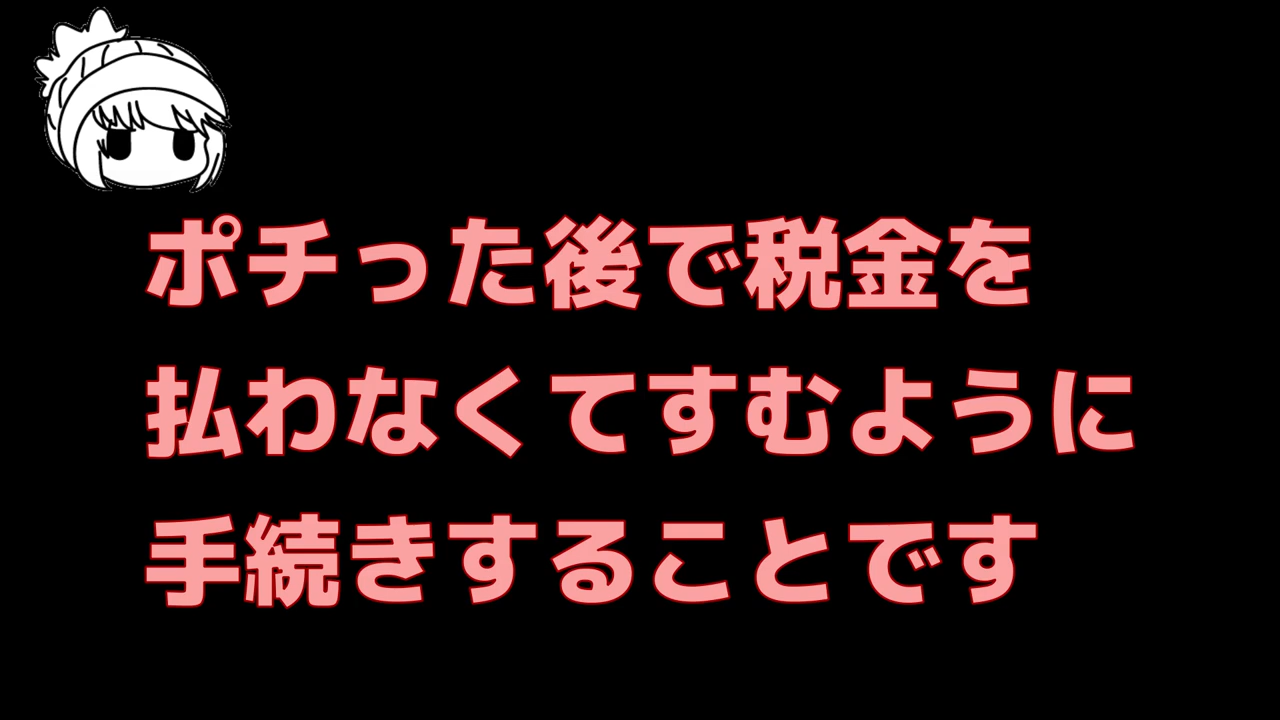 ポチった後で税金を
払わなくてすむように
手続きすることです